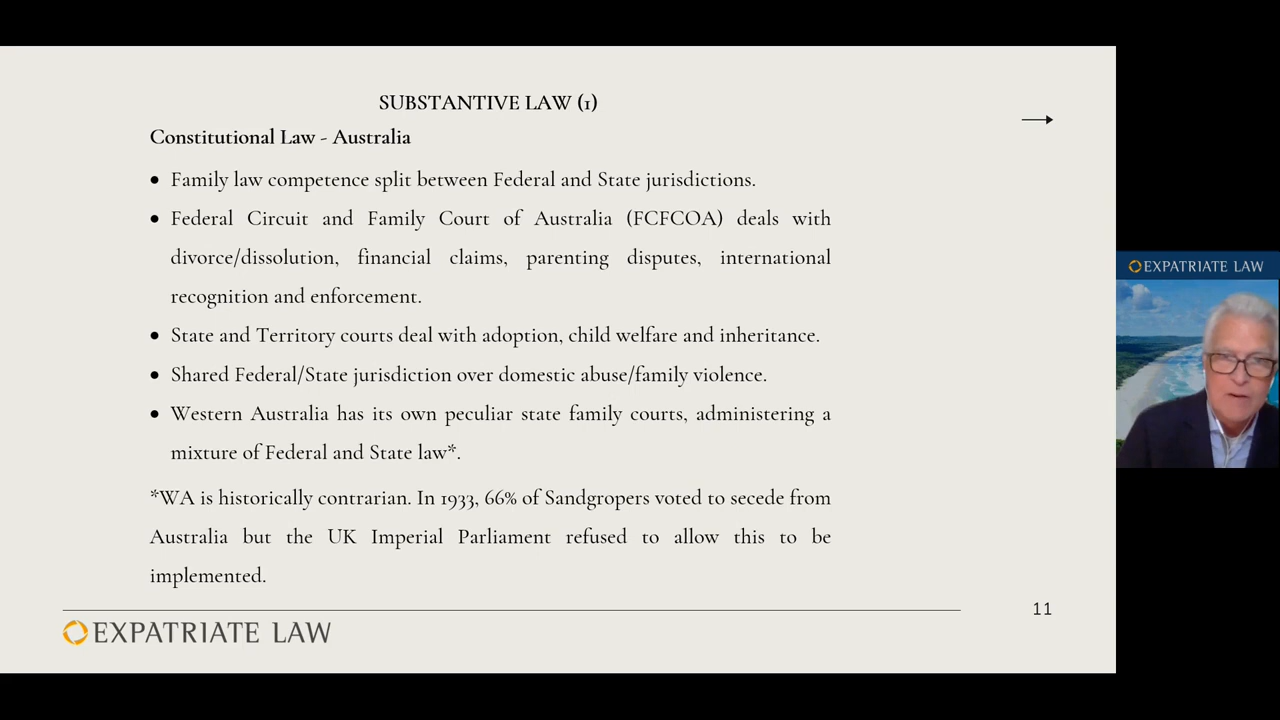 SUBSTANTIVE LAW (1)
Constitutional Law - Australia
• Family law competence split between Federal and State jurisdictions.
• Federal Circuit and Family Court of Australia (FCFCOA) deals with
divorce/dissolution, financial claims, parenting disputes, international
recognition and enforcement.
• State and Territory courts deal with adoption, child welfare and inheritance.
• Shared Federal/State jurisdiction over domestic abuse/family violence.
• Western Australia has its own peculiar state family courts, administering a
mixture of Federal and State law*.
*WA is historically contrarian. In 1933, 66% of Sandgropers voted to secede from
Australia but the UK Imperial Parliament refused to allow this to be
implemented.
11
EXPATRIATE LAW
EXPATRIATE LAW